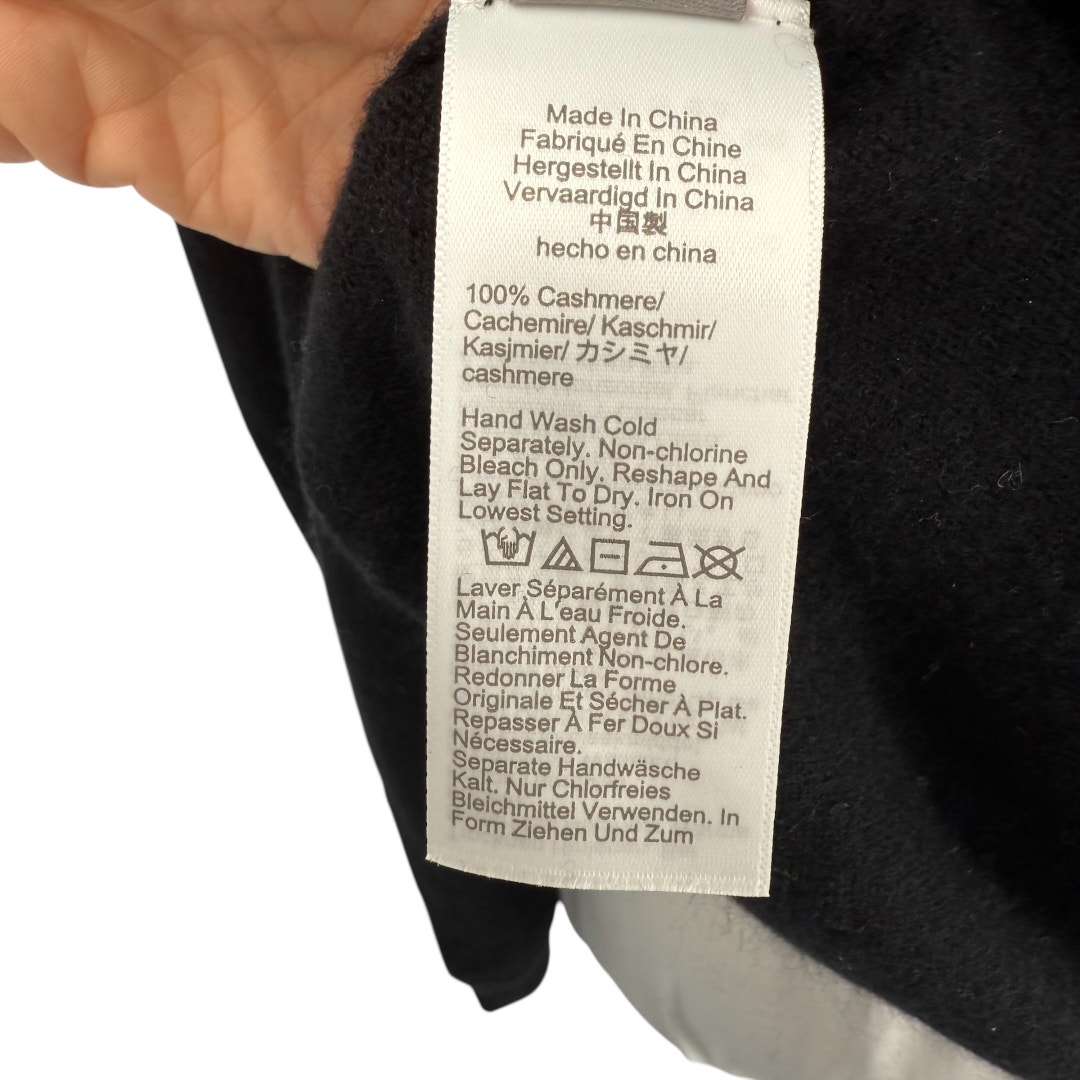 Made In China
Fabriqué En Chine
Hergestellt In China
Vervaardigd In China
中国製
hecho en china
100% Cashmere/
Cachemire/ Kaschmir/
Kasjmier/ カシミヤ/
cashmere
Hand Wash Cold
Separately. Non-chlorine
Bleach Only. Reshape And
Lay Flat To Dry. Iron On
Lowest Setting.
Laver Séparément À La
Main À L'eau Froide.
Seulement Agent De
Blanchiment Non-chlore.
Redonner La Forme
Originale Et Sécher À Plat.
Repasser À Fer Doux Si
Nécessaire.
Separate Handwäsche
Kalt. Nur Chlorfreies
Bleichmittel Verwenden. In
Form Ziehen Und Zum